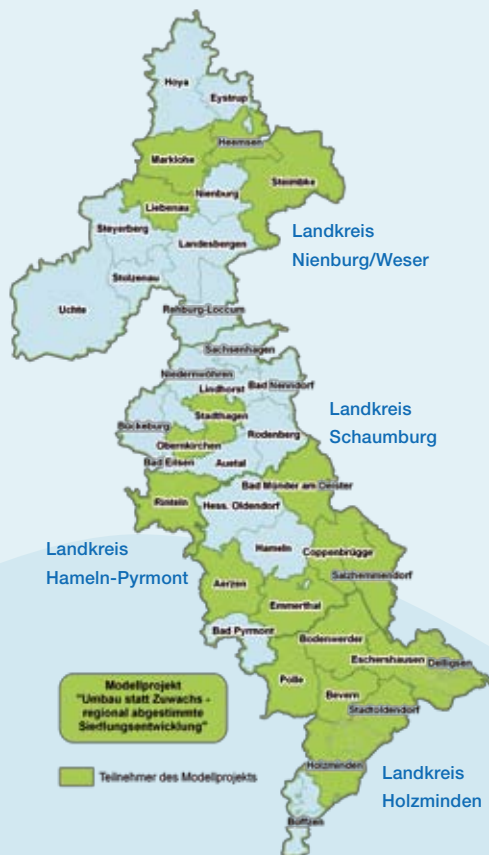 Hoya
Eystrup
Heemsen
Marklohe
Steimbke
Nienburg
Liebenau
Steyerberg
Landesbergen
Landkreis
Nienburg/Weser
Stolzenau
Uchte
Rehburg-Loccum
Sachsenhagen
Niedernwöhren
Lindhorst
Bad Nenndorf
Landkreis
Schaumburg
Stadthagen
Bückeburg
Rodenberg
Obernkirchen
Bad Eilsen
Auetal
Bad Münder am Deister
Rinteln
Hess. Oldendorf
Landkreis
Hameln-Pyrmont
Hameln
Coppenbrügge
Salzhemmendorf
Aerzen
Emmerthal
Bad Pyrmont
Bodenwerder
Eschershausen
Delligsen
Polle
Bevern
Stadtoldendorf
Modellprojekt
"Umbau statt Zuwachs -
regional abgestimmte
Siedlungsentwicklung"
Teilnehmer des Modellprojekts
Holzminden
Landkreis
Holzminden
Boffzen